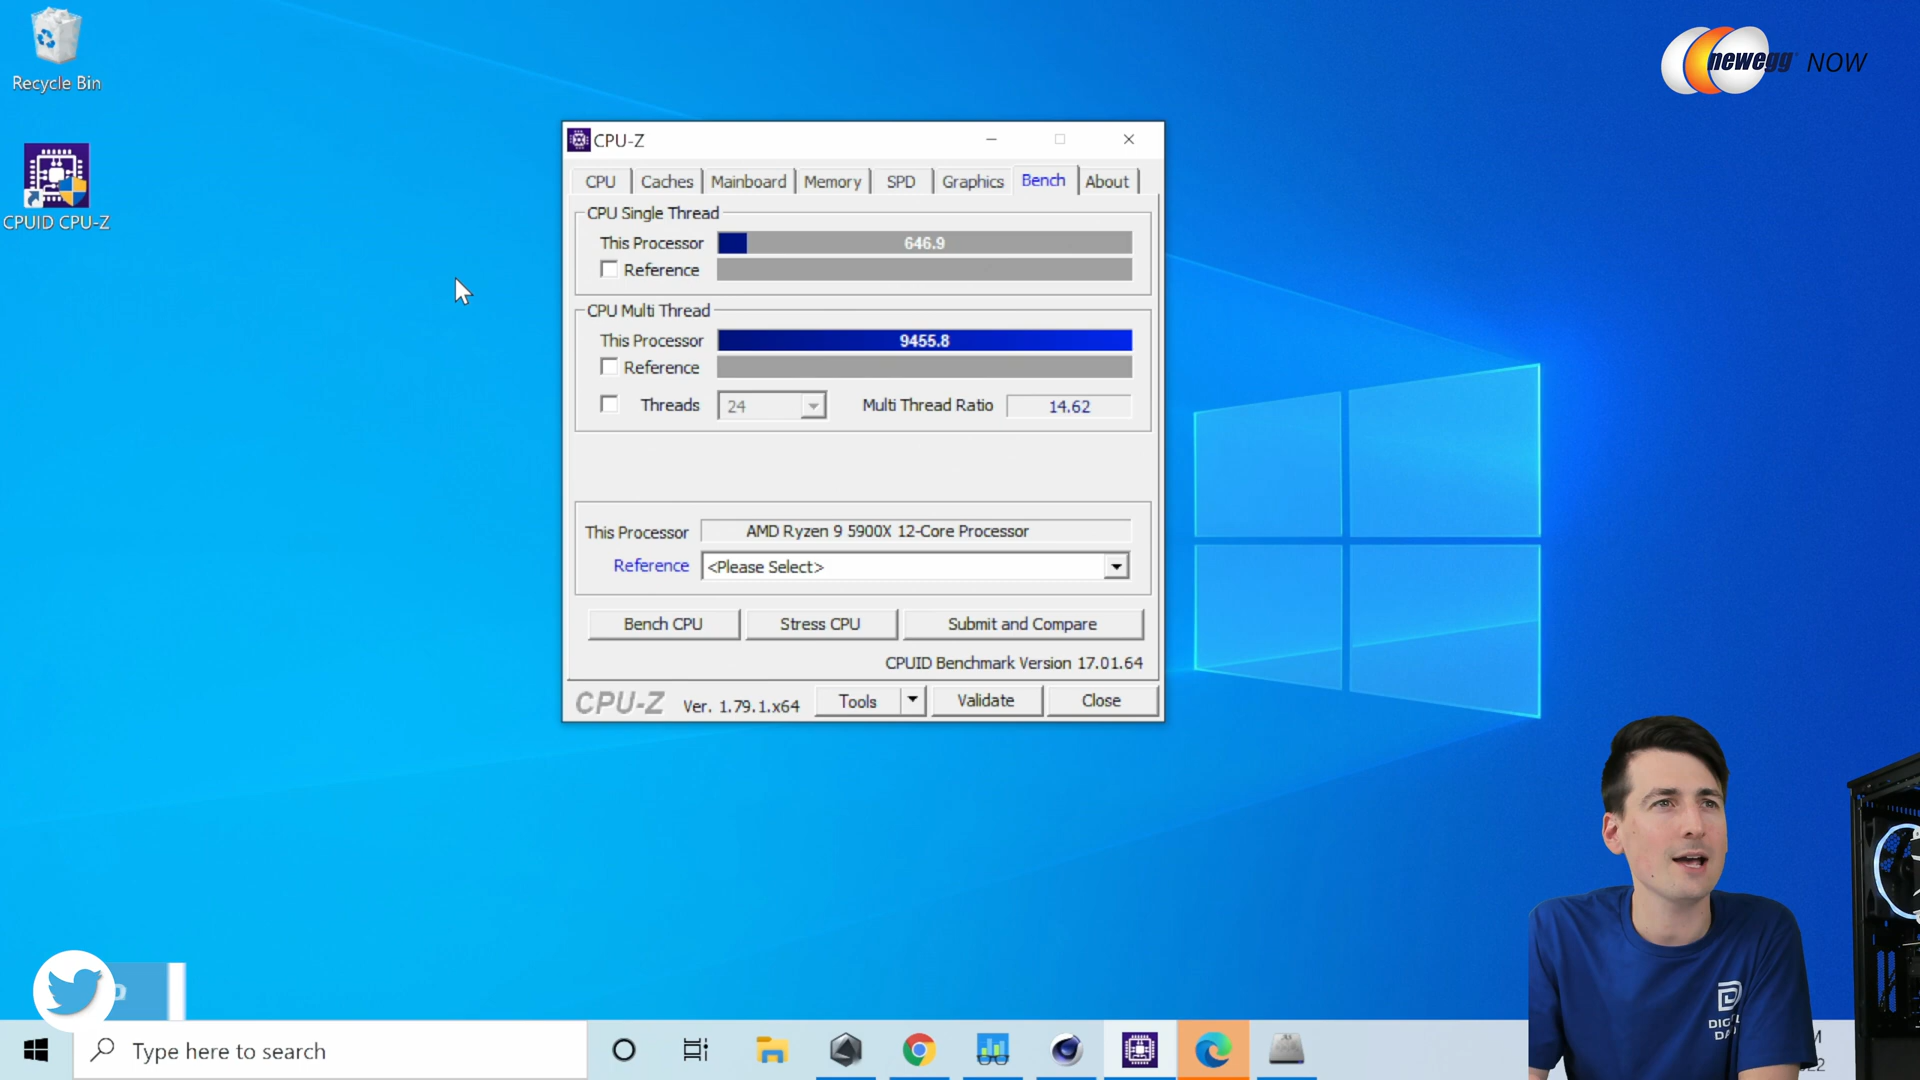 Recycle Bin
CPUID CPU-Z
newegg NOW
CPU-Z
CPU Caches Mainboard Memory SPD Graphics Bench About
CPU Single Thread
This Processor 646.9
Reference
CPU Multi Thread
This Processor 9455.8
Reference
Threads 24 Multi Thread Ratio 14.62
This Processor AMD Ryzen 9 5900X 12-Core Processor
Reference <Please Select>
Bench CPU Stress CPU Submit and Compare
CPUID Benchmark Version 17.01.64
CPU-Z Ver. 1.79.1.x64 Tools Validate Close
Type here to search